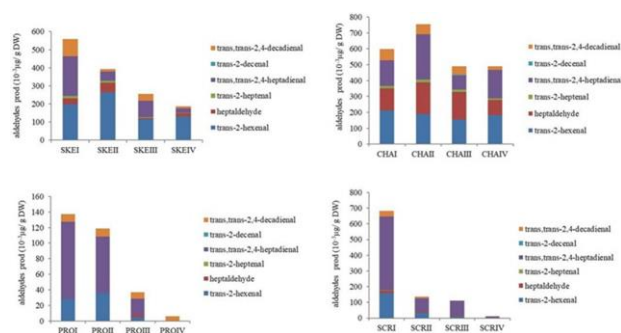 aldehydes prod (10⁻³µg/ g DW)
600
500
400
300
200
100
0
SKEI SKEII SKEIII SKEIV
trans,trans-2,4-decadienal
trans-2-decenal
trans,trans-2,4-heptadienal
trans-2-heptenal
heptaldehyde
trans-2-hexenal
aldehydes prod (10⁻³µg/ g DW)
800
700
600
500
400
300
200
100
0
CHAI CHAII CHAIII CHAIV
trans,trans-2,4-decadienal
trans-2-decenal
trans,trans-2,4-heptadienal
trans-2-heptenal
heptaldehyde
trans-2-hexenal
aldehydes prod (10⁻³µg/ g DW)
160
140
120
100
80
60
40
20
0
PROI PROII PROIII PROIV
trans,trans-2,4-decadienal
trans-2-decenal
trans,trans-2,4-heptadienal
trans-2-heptenal
heptaldehyde
trans-2-hexenal
aldehydes prod (10⁻³µg/ g DW)
800
700
600
500
400
300
200
100
0
SCRI SCRII SCRIII SCRIV
trans,trans-2,4-decadienal
trans-2-decenal
trans,trans-2,4-heptadienal
trans-2-heptenal
heptaldehyde
trans-2-hexenal